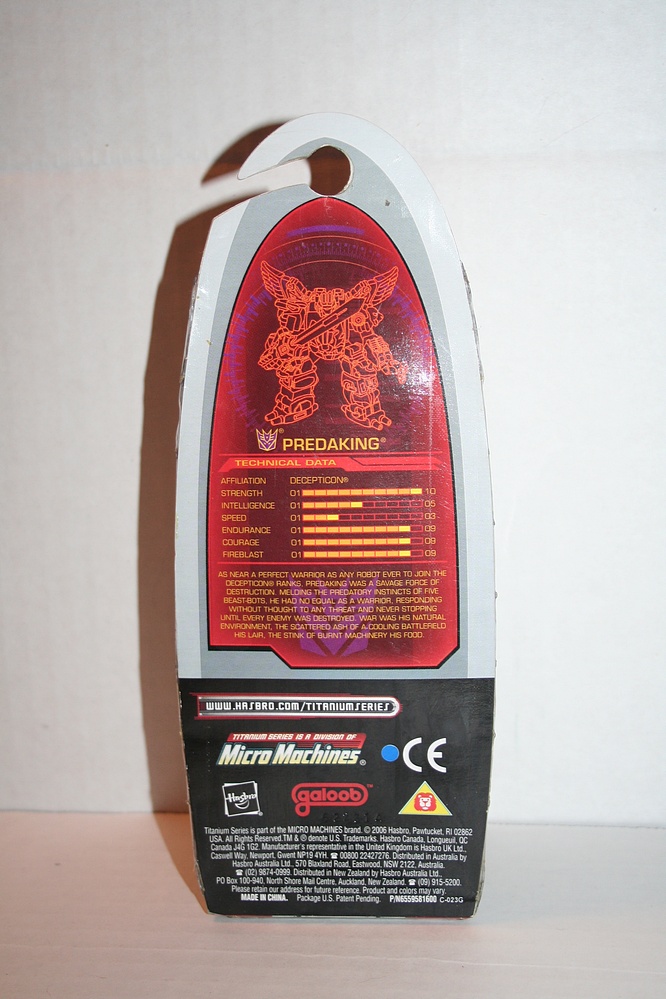 PREDAKING®
TECHNICAL DATA
AFFILIATION DECEPTICON®
STRENGTH 01 10
INTELLIGENCE 01 05
SPEED 01 03
ENDURANCE 01 09
COURAGE 01 09
FIREBLAST 01 09
AS NEAR A PERFECT WARRIOR AS ANY ROBOT EVER TO JOIN THE
DECEPTICON® RANKS, PREDAKING WAS A SAVAGE FORCE OF
DESTRUCTION. MELDING THE PREDATORY INSTINCTS OF FIVE
BEAST-BOTS, HE HAD NO EQUAL AS A WARRIOR, RESPONDING
WITHOUT THOUGHT TO ANY THREAT AND NEVER STOPPING
UNTIL EVERY ENEMY WAS DESTROYED. WAR WAS HIS NATURAL
ENVIRONMENT, THE SCATTERED ASH OF A COOLING BATTLEFIELD
HIS LAIR, THE STINK OF BURNT MACHINERY HIS FOOD.
WWW.HASBRO.COM/TITANIUMSERIES
TITANIUM SERIES IS A DIVISION OF
Micro Machines®
CE
Hasbro
galoob™
Titanium Series is part of the MICRO MACHINES brand. © 2006 Hasbro, Pawtucket, RI 02862
USA. All Rights Reserved.TM & ® denote U.S. Trademarks. Hasbro Canada, Longueuil, QC
Canada J4G 1G2. Manufacturer's representative in the United Kingdom is Hasbro UK Ltd.,
Caswell Way, Newport, Gwent NP19 4YH. ☎ 00800 22427276. Distributed in Australia by
Hasbro Australia Ltd., 570 Blaxland Road, Eastwood, NSW 2122, Australia.
☎ (02) 9874-0999. Distributed in New Zealand by Hasbro Australia Ltd.,
PO Box 100-940, North Shore Mail Centre, Auckland, New Zealand. ☎ (09) 915-5200.
Please retain our address for future reference. Product and colors may vary.
MADE IN CHINA. Package U.S. Patent Pending. P/N6559581600 C-023G